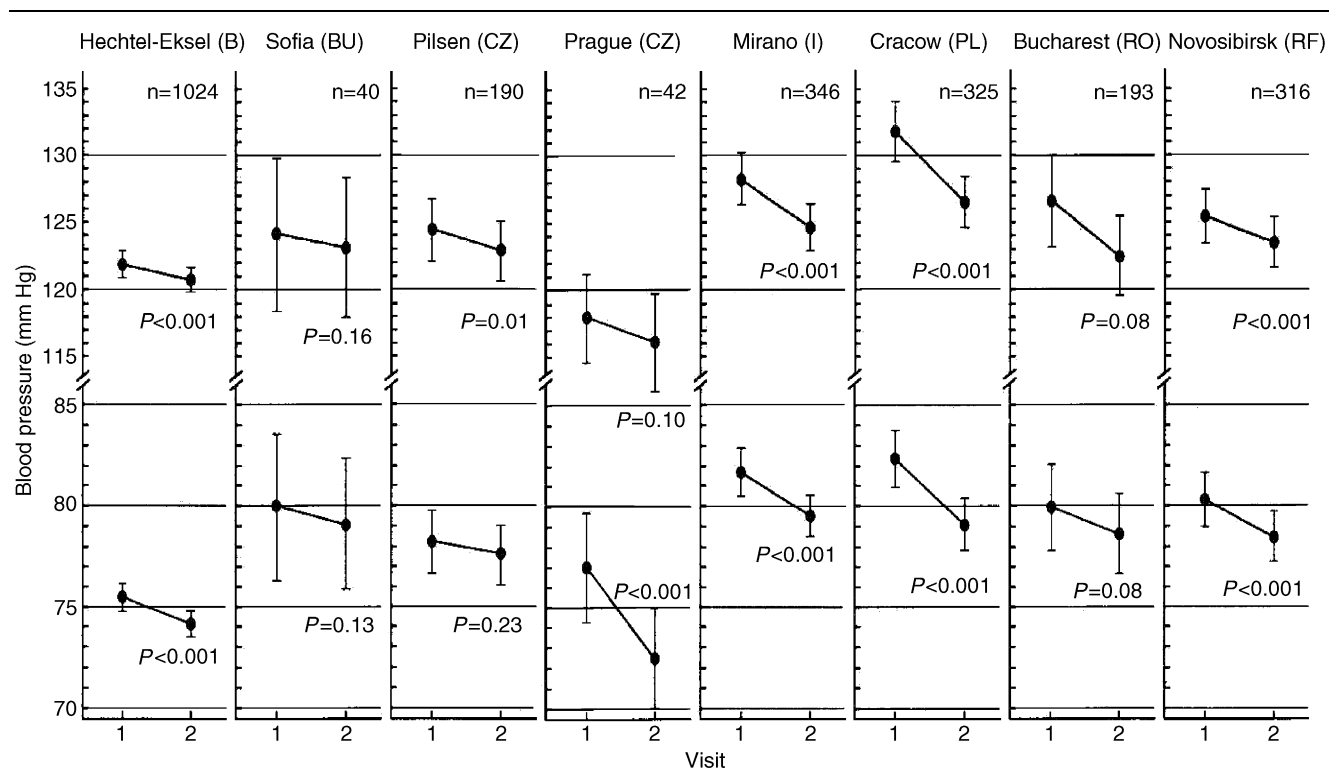 Hechtel-Eksel (B) Sofia (BU) Pilsen (CZ) Prague (CZ) Mirano (I) Cracow (PL) Bucharest (RO) Novosibirsk (RF)
135 n=1024 n=40 n=190 n=42 n=346 n=325 n=193 n=316
130
125
P<0.001 P<0.001
120
P<0.001 P=0.01 P=0.08 P<0.001
P=0.16
115
85
P=0.10
80
P<0.001
P<0.001 P<0.001 P=0.08 P<0.001
75
P=0.13 P=0.23
P<0.001
70
1 2 1 2 1 2 1 2 1 2 1 2 1 2 1 2
Visit
Blood pressure (mm Hg)